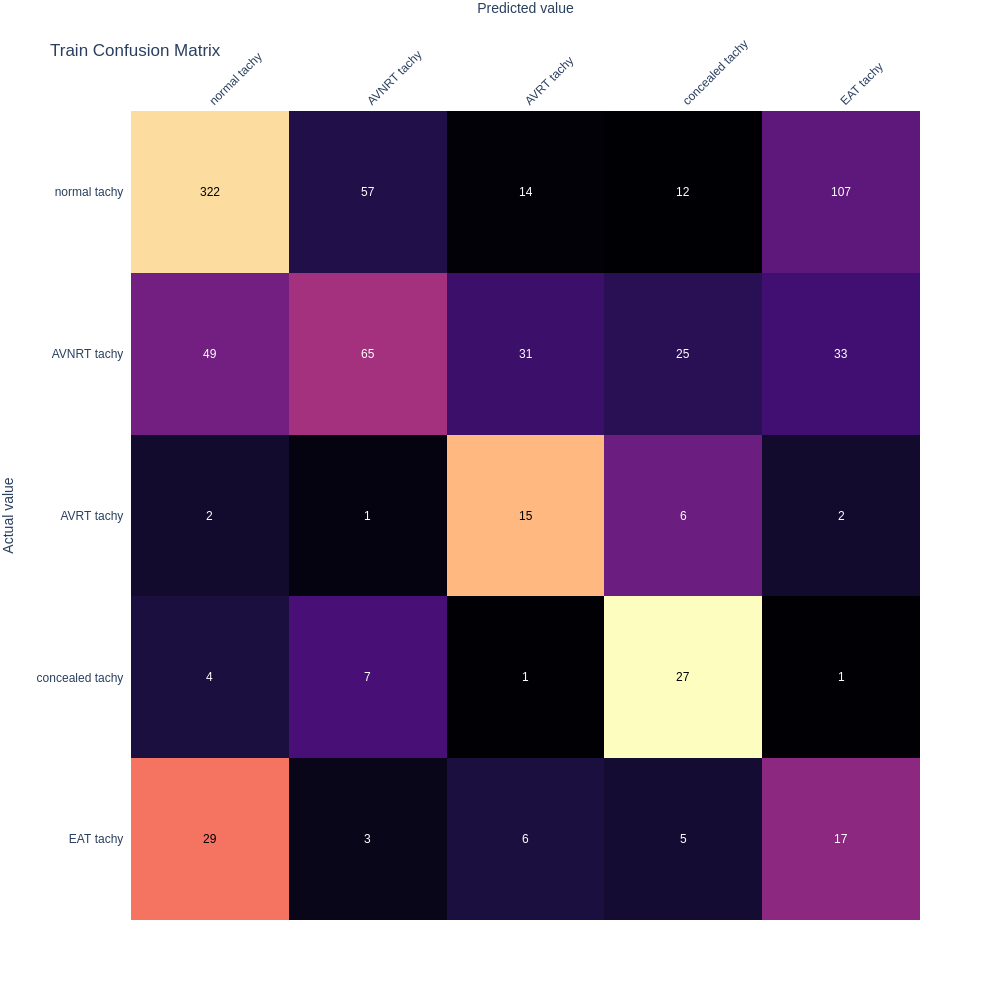 Predicted value
Train Confusion Matrix
normal tachy
AVNRT tachy
AVRT tachy
concealed tachy
EAT tachy
Actual value
normal tachy 322 57 14 12 107
AVNRT tachy 49 65 31 25 33
AVRT tachy 2 1 15 6 2
concealed tachy 4 7 1 27 1
EAT tachy 29 3 6 5 17